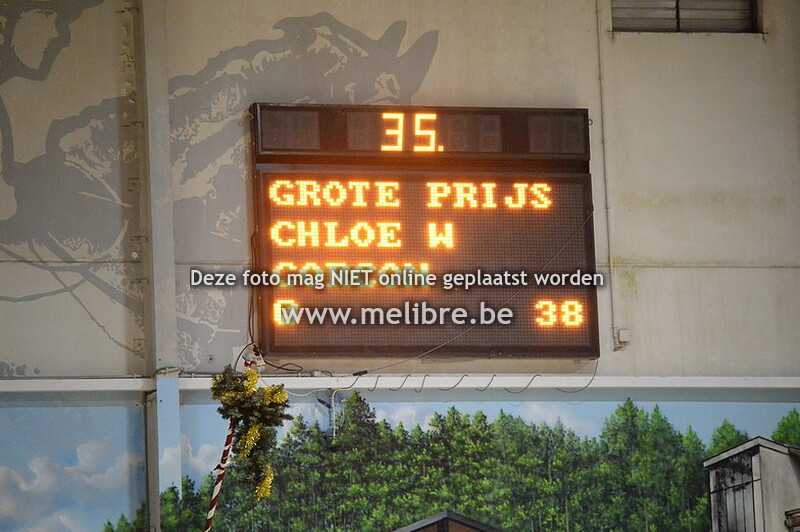 35.
GROTE PRIJS
CHLOE W
Deze foto mag NIET online geplaatst worden
www.melibre.be
38